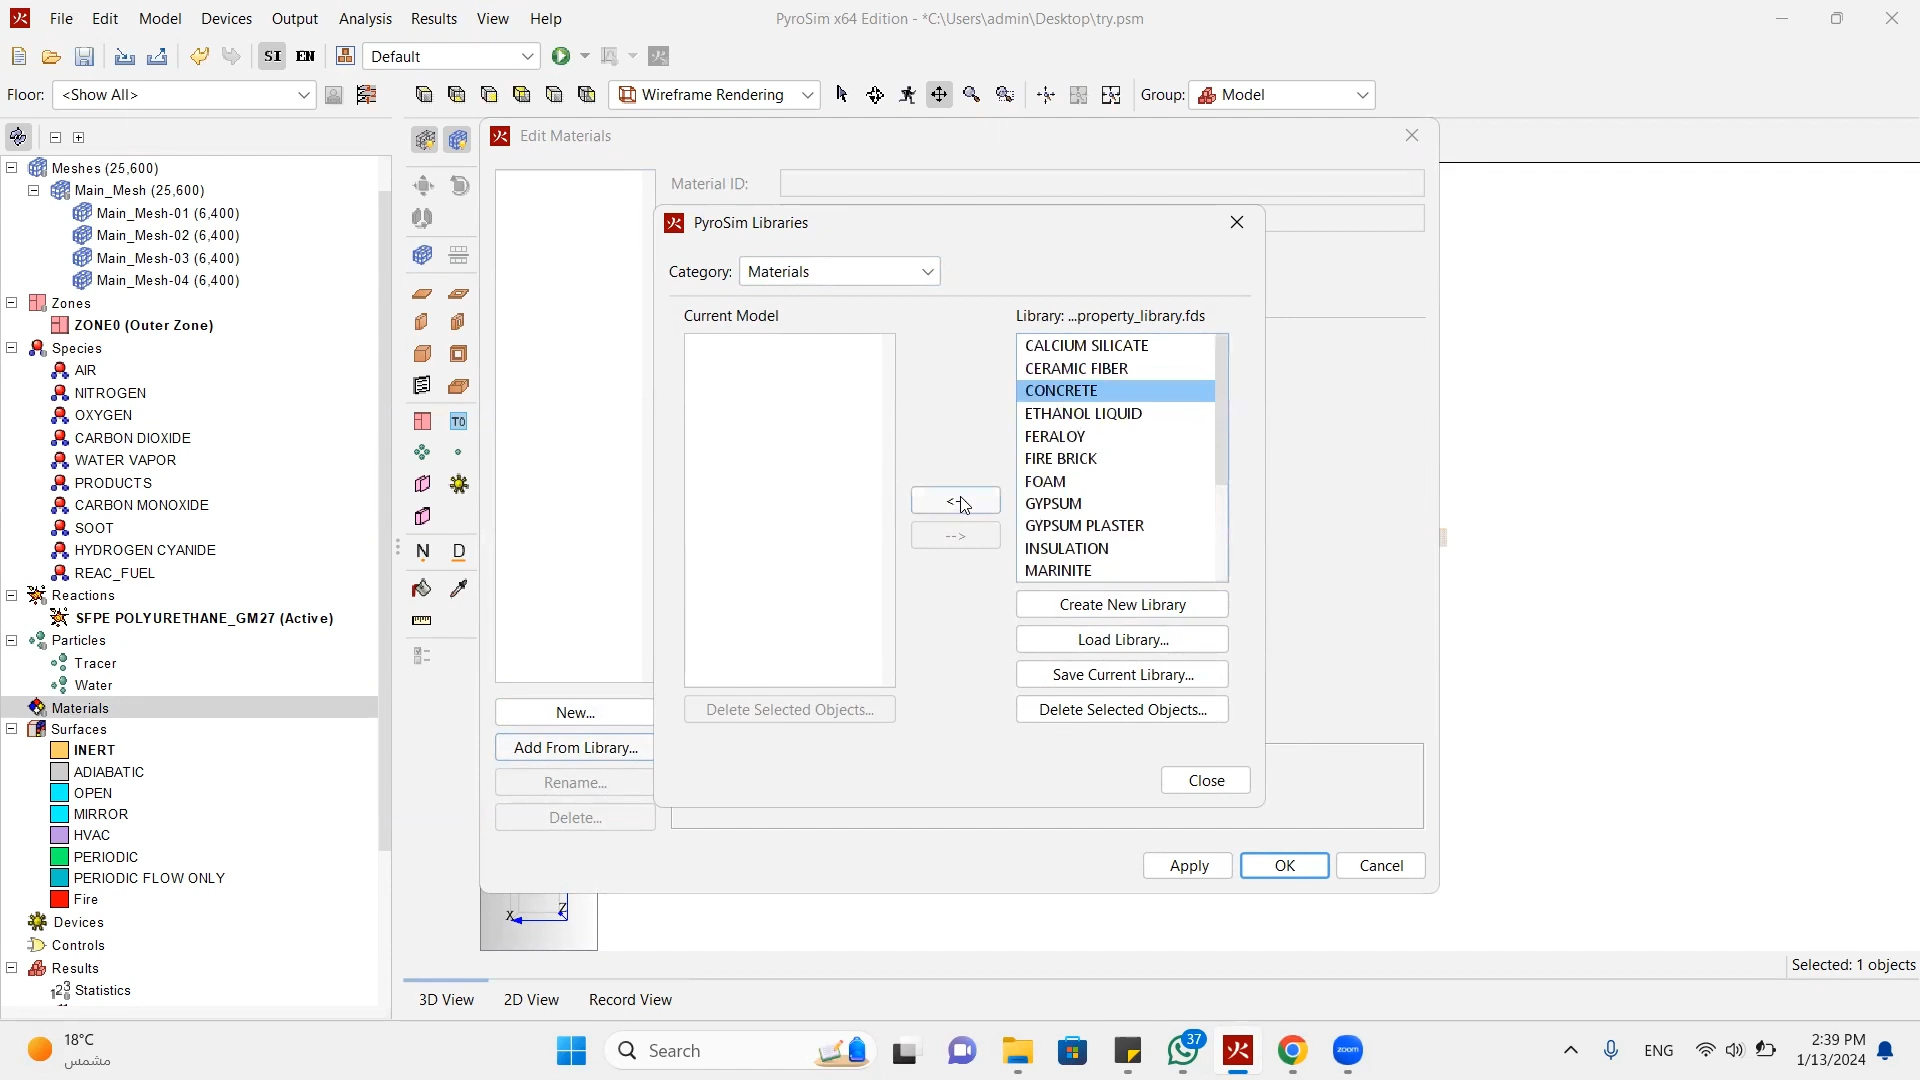 File Edit Model Devices Output Analysis Results View Help
PyroSim x64 Edition - *C:\Users\admin\Desktop\try.psm
SI EN Default
Floor: <Show All>
Wireframe Rendering
Group: Model
Meshes (25,600)
Main_Mesh (25,600)
Main_Mesh-01 (6,400)
Main_Mesh-02 (6,400)
Main_Mesh-03 (6,400)
Main_Mesh-04 (6,400)
Zones
ZONE0 (Outer Zone)
Species
AIR
NITROGEN
OXYGEN
CARBON DIOXIDE
WATER VAPOR
PRODUCTS
CARBON MONOXIDE
SOOT
HYDROGEN CYANIDE
REAC_FUEL
Reactions
SFPE POLYURETHANE_GM27 (Active)
Particles
Tracer
Water
Materials
Surfaces
INERT
ADIABATIC
OPEN
MIRROR
HVAC
PERIODIC
PERIODIC FLOW ONLY
Fire
Devices
Controls
Results
123 Statistics
T0
N D
Edit Materials
Material ID:
New...
Add From Library...
Rename...
Delete...
Apply OK Cancel
PyroSim Libraries
Category: Materials
Current Model
Library: ...property_library.fds
CALCIUM SILICATE
CERAMIC FIBER
CONCRETE
ETHANOL LIQUID
FERALOY
FIRE BRICK
FOAM
GYPSUM
GYPSUM PLASTER
INSULATION
MARINITE
-->
Create New Library
Load Library...
Save Current Library...
Delete Selected Objects...
Delete Selected Objects...
Close
X Z
Selected: 1 objects
3D View 2D View Record View
18°C
مشمس
Search
37
zoom
ENG
2:39 PM
1/13/2024